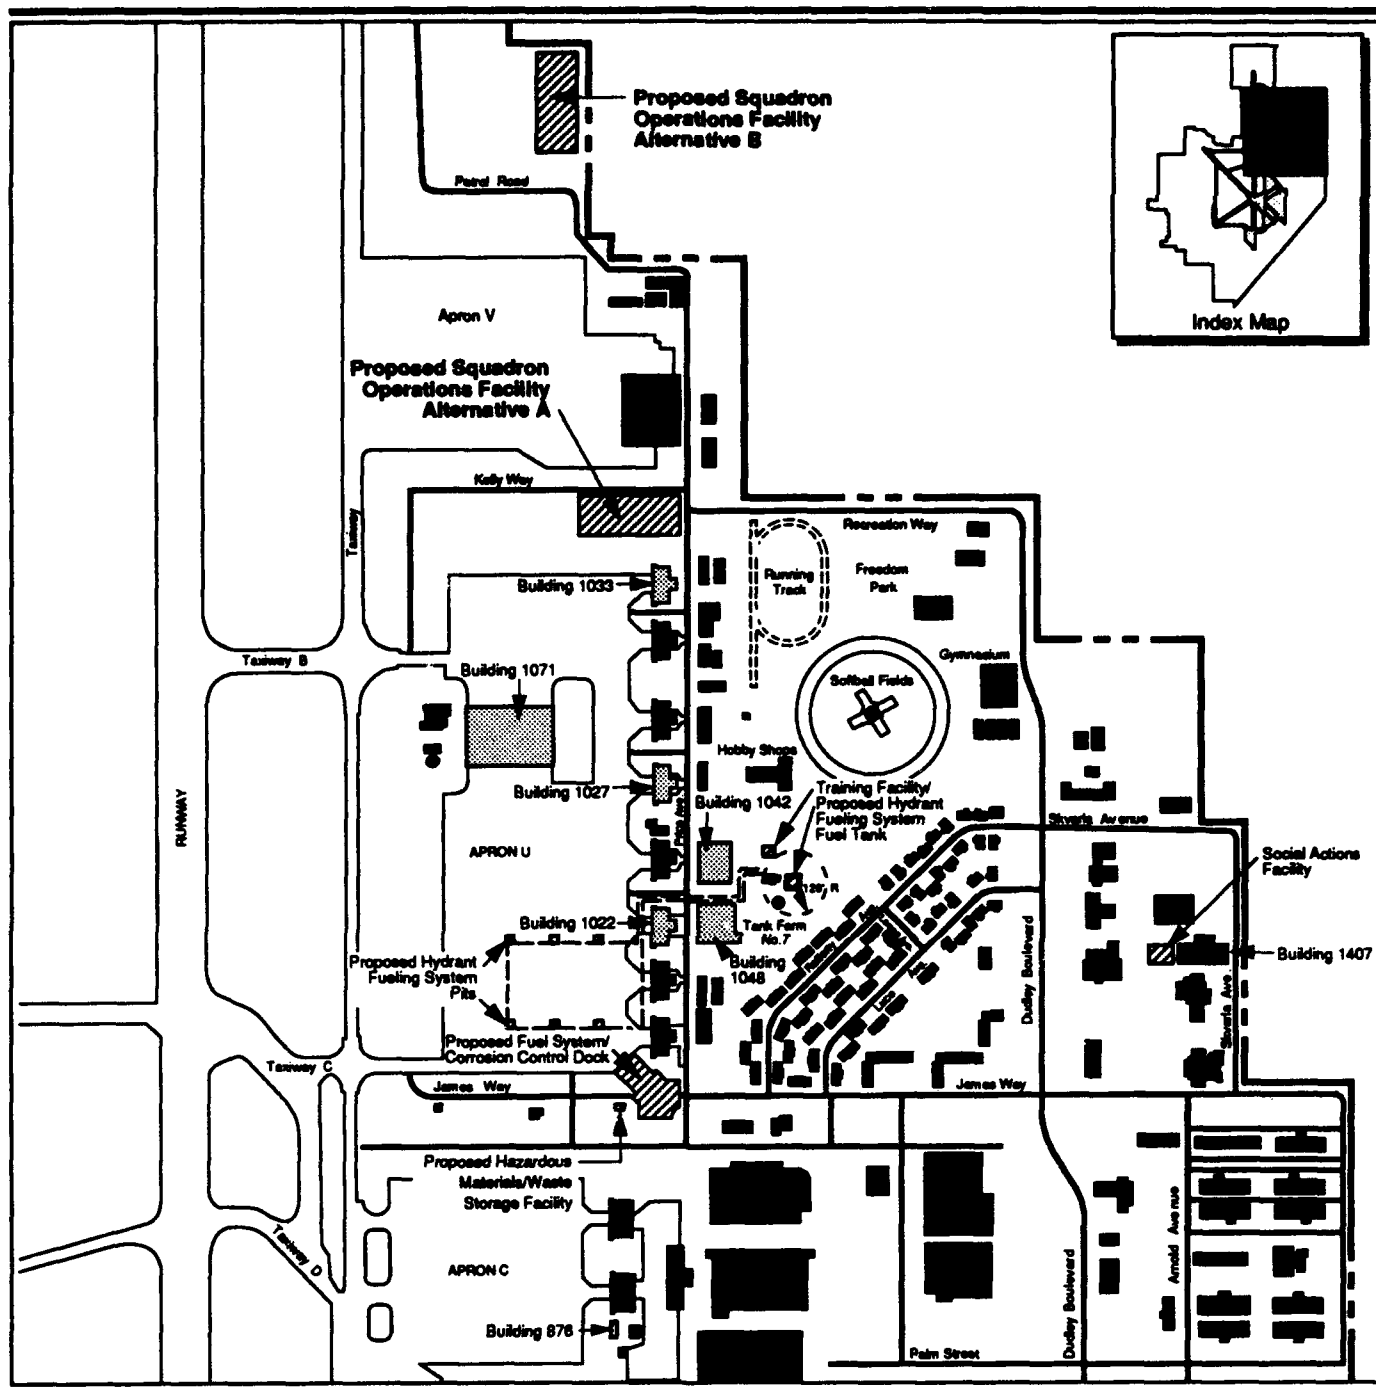 Proposed Squadron
Operations Facility
Alternative B
Patrol Road
Index Map
Apron V
Proposed Squadron
Operations Facility
Alternative A
Kelly Way
Taxiway
Recreation Way
Running
Track
Freedom
Park
Building 1033
Taxiway B
Building 1071
Gymnasium
Softball Fields
Hobby Shops
Building 1027
Building 1042
Training Facility/
Proposed Hydrant
Fueling System
Fuel Tank
Skvarla Avenue
RUNWAY
APRON U
Social Actions
Facility
120' R
Building 1022
Tank Farm
No.7
Building
1048
Building 1407
Proposed Hydrant
Fueling System
Pits
Dudley Boulevard
Skvarla Ave.
Proposed Fuel System/
Corrosion Control Dock
Taxiway C
James Way
James Way
Proposed Hazardous
Materials/Waste
Storage Facility
Taxiway D
APRON C
Arnold Avenue
Dudley Boulevard
Building 876
Palm Street